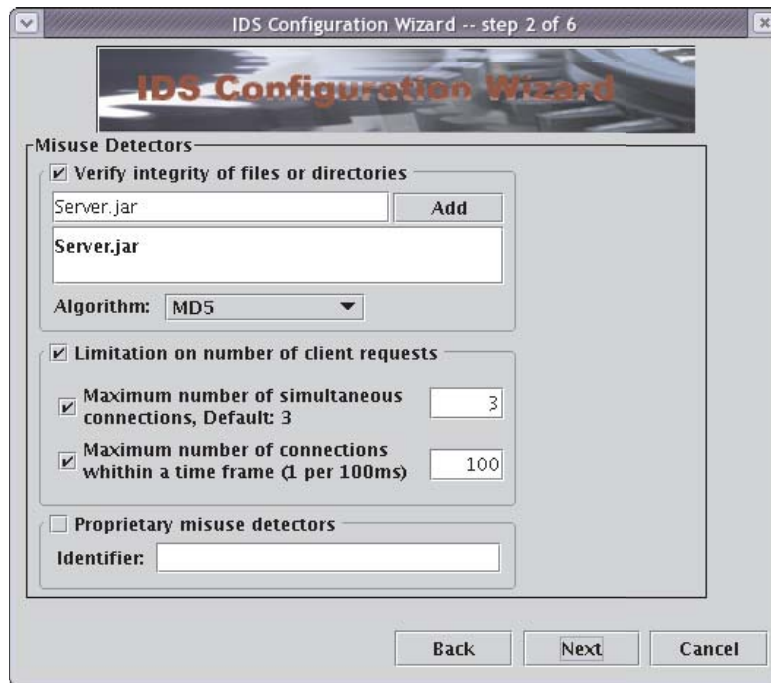 IDS Configuration Wizard -- step 2 of 6
IDS Configuration Wizard
Misuse Detectors
Verify integrity of files or directories
Server.jar
Add
Server.jar
Algorithm: MD5
Limitation on number of client requests
Maximum number of simultaneous
connections, Default: 3
3
Maximum number of connections
whithin a time frame (1 per 100ms)
100
Proprietary misuse detectors
Identifier:
Back Next Cancel